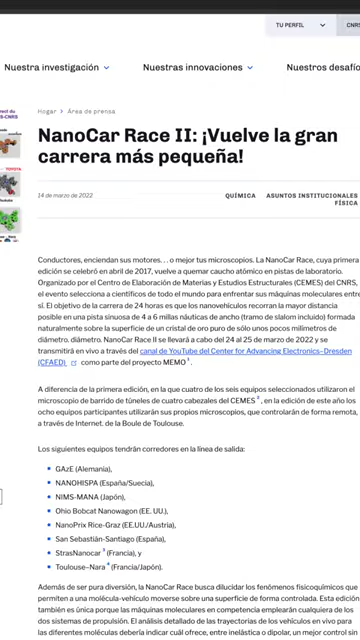 TU PERFIL
CNRS
Nuestra investigación
Nuestras innovaciones
Nuestros desafío
Hogar > Área de prensa
NanoCar Race II: ¡Vuelve la gran
carrera más pequeña!
14 de marzo de 2022
QUÍMICA ASUNTOS INSTITUCIONALES
FÍSICA
TOYOTA
Conductores, enciendan sus motores. . . o mejor tus microscopios. La NanoCar Race, cuya primera
edición se celebró en abril de 2017, vuelve a quemar caucho atómico en pistas de laboratorio.
Organizado por el Centro de Elaboración de Materias y Estudios Estructurales (CEMES) del CNRS,
el evento selecciona a científicos de todo el mundo para enfrentar sus máquinas moleculares entre
sí. El objetivo de la carrera de 24 horas es que los nanovehículos recorran la mayor distancia
posible en una pista sinuosa de 4 a 6 millas náuticas de ancho (tramo de slalom incluido) formada
naturalmente sobre la superficie de un cristal de oro puro de sólo unos pocos milímetros de
diámetro. diámetro. NanoCar Race II se llevará a cabo del 24 al 25 de marzo de 2022 y se
transmitirá en vivo a través del canal de YouTube del Center for Advancing Electronics-Dresden
(CFAED) como parte del proyecto MEMO 1.
A diferencia de la primera edición, en la que cuatro de los seis equipos seleccionados utilizaron el
microscopio de barrido de túneles de cuatro cabezales del CEMES 2, en la edición de este año los
ocho equipos participantes utilizarán sus propios microscopios, que controlarán de forma remota,
a través de Internet. de la Boule de Toulouse.
Los siguientes equipos tendrán corredores en la línea de salida:
GAzE (Alemania),
NANOHISPA (España/Suecia),
NIMS-MANA (Japón),
Ohio Bobcat Nanowagon (EE. UU.),
NanoPrix Rice-Graz (EE.UU./Austria),
San Sebastián-Santiago (España),
StrasNanocar 3 (Francia), y
Toulouse-Nara 4 (Francia/Japón).
Además de ser pura diversión, la NanoCar Race busca dilucidar los fenómenos fisicoquímicos que
permiten a una molécula-vehículo moverse sobre una superficie de forma controlada. Esta edición
también es única porque las máquinas moleculares en competencia emplearán cualquiera de los
dos sistemas de propulsión. El análisis detallado de las trayectorias de los vehículos en vivo para
las diferentes moléculas debería indicar cuál ofrece, entre inelástica o dipolar, un mejor control sobre